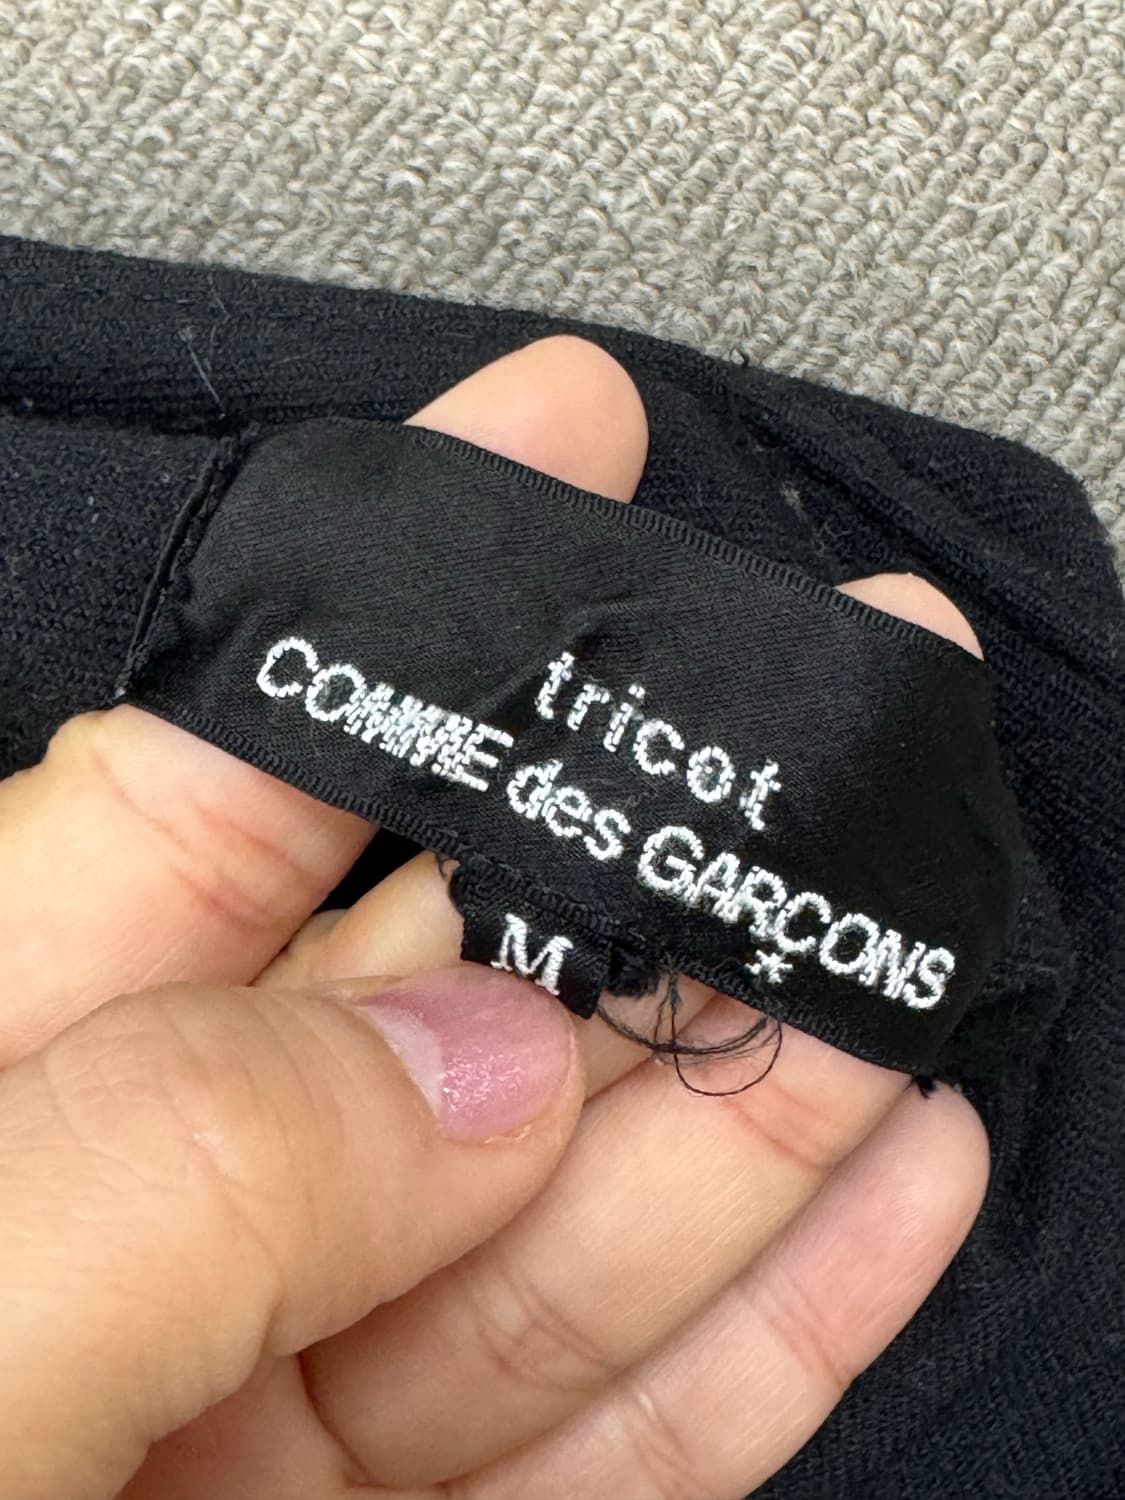 tricot
COMME des GARÇONS
*
M